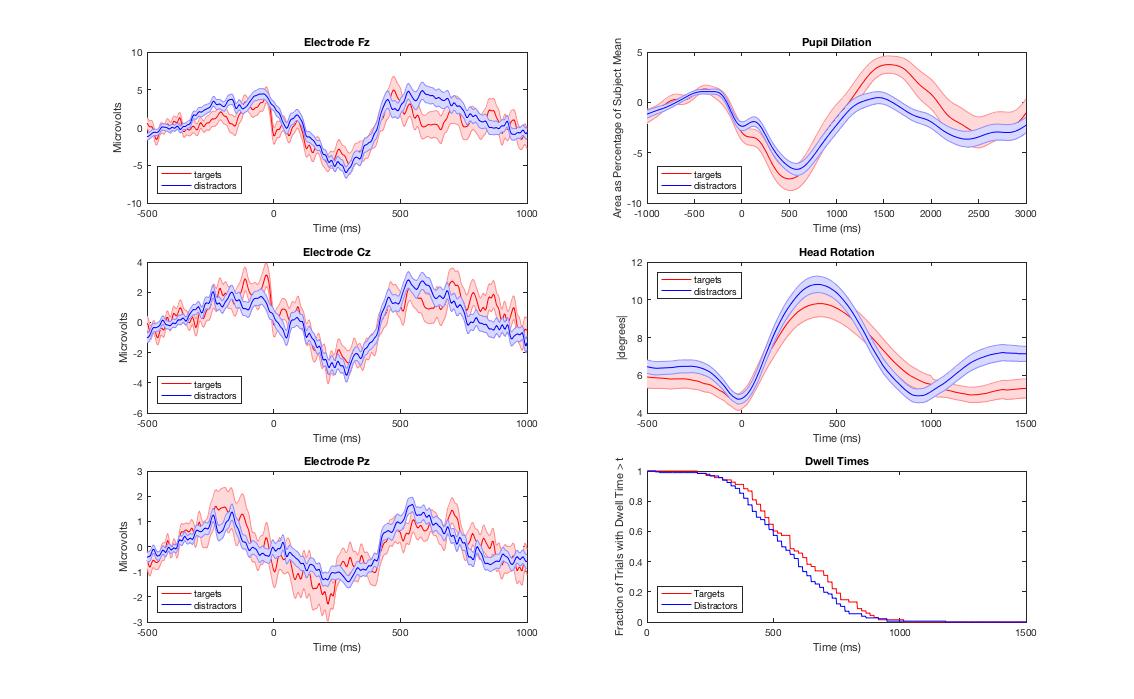 Electrode Fz
Microvolts
10
5
0
-5
-10
targets
distractors
-500
0
500
1000
Time (ms)
Pupil Dilation
Area as Percentage of Subject Mean
5
0
-5
-10
targets
distractors
-1000
-500
0
500
1000
1500
2000
2500
3000
Time (ms)
Electrode Cz
Microvolts
4
2
0
-2
-4
-6
targets
distractors
-500
0
500
1000
Time (ms)
Head Rotation
|degrees|
12
10
8
6
4
targets
distractors
-500
0
500
1000
1500
Time (ms)
Electrode Pz
Microvolts
3
2
1
0
-1
-2
-3
targets
distractors
-500
0
500
1000
Time (ms)
Dwell Times
Fraction of Trials with Dwell Time > t
1
0.8
0.6
0.4
0.2
0
Targets
Distractors
0
500
1000
1500
Time (ms)